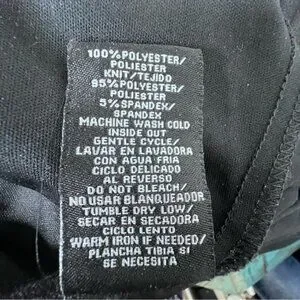 100%POLYESTER/
POLIESTER
KNIT/TEJIDO
95%POLYESTER/
POLIESTER
5%SPANDEX/
SPANDEX
MACHINE WASH COLD
INSIDE OUT
GENTLE CYCLE/
LAVAR EN LAVADORA
CON AGUA FRIA
CICLO DELICADO
AL REVERSO
DO NOT BLEACH/
NO USAR BLANQUEADOR
TUMBLE DRY LOW/
SECAR EN SECADORA
CICLO LENTO
WARM IRON IF NEEDED/
PLANCHA TIBIA SI
SE NECESITA